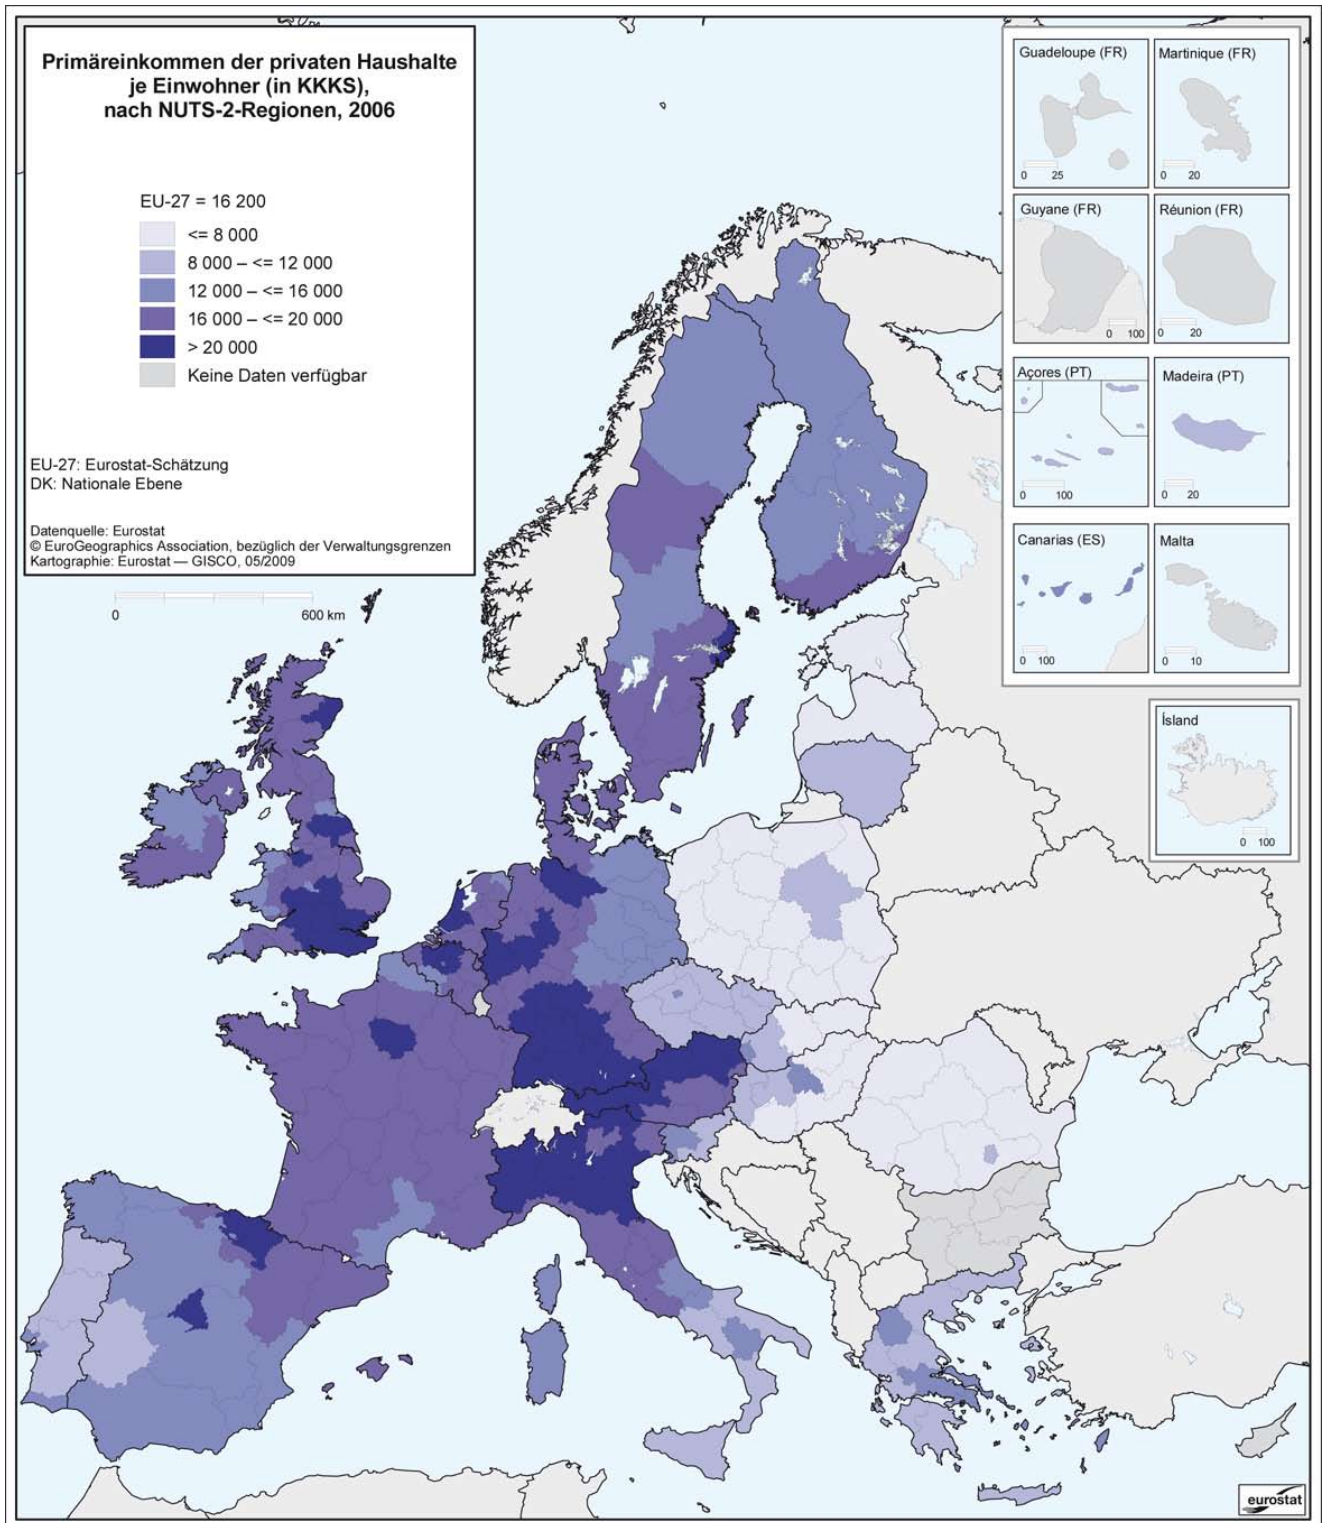 Primäreinkommen der privaten Haushalte
je Einwohner (in KKKS),
nach NUTS-2-Regionen, 2006
EU-27 = 16 200
<= 8 000
8 000 – <= 12 000
12 000 – <= 16 000
16 000 – <= 20 000
> 20 000
Keine Daten verfügbar
EU-27: Eurostat-Schätzung
DK: Nationale Ebene
Datenquelle: Eurostat
© EuroGeographics Association, bezüglich der Verwaltungsgrenzen
Kartographie: Eurostat — GISCO, 05/2009
0 600 km
Guadeloupe (FR)
0 25
Martinique (FR)
0 20
Guyane (FR)
0 100
Réunion (FR)
0 20
Açores (PT)
0 100
Madeira (PT)
0 20
Canarias (ES)
0 100
Malta
0 10
Ísland
0 100
eurostat